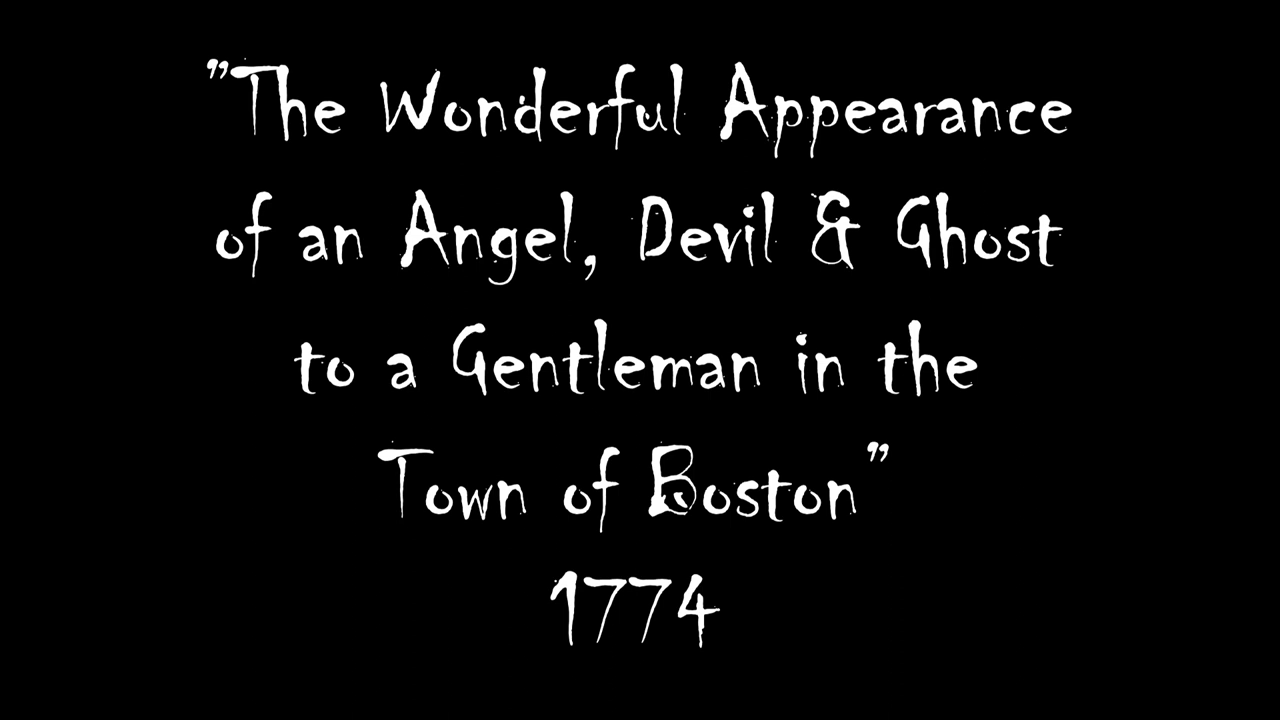 "The Wonderful Appearance
of an Angel, Devil & Ghost
to a Gentleman in the
Town of Boston"
1774